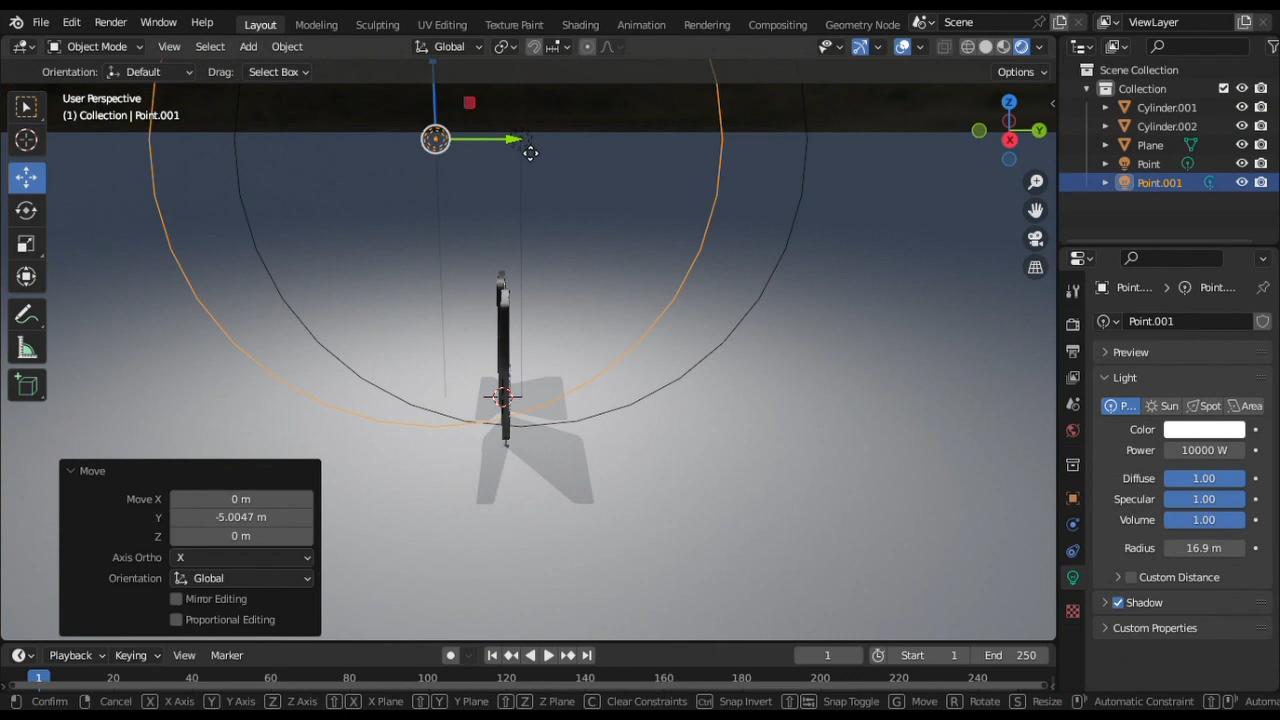 File Edit Render Window Help Layout Modeling Sculpting UV Editing Texture Paint Shading Animation Rendering Compositing Geometry Node Scene ViewLayer
Object Mode View Select Add Object Global
Orientation: Default Drag: Select Box Options
User Perspective
(1) Collection | Point.001
Z
Y
X
Scene Collection
Collection
Cylinder.001
Cylinder.002
Plane
Point
Point.001
Point.... Point....
Point.001
Preview
Light
P... Sun Spot Area
Color
Power 10000 W
Diffuse 1.00
Specular 1.00
Volume 1.00
Radius 16.9 m
Custom Distance
Shadow
Custom Properties
Move
Move X 0 m
Y -5.0047 m
Z 0 m
Axis Ortho X
Orientation Global
Mirror Editing
Proportional Editing
Playback Keying View Marker 1 Start 1 End 250
1 20 40 60 80 100 120 140 160 180 200 220 240
Confirm Cancel X X Axis Y Y Axis Z Z Axis X X Plane Y Y Plane Z Z Plane C Clear Constraints Ctrl Snap Invert Snap Toggle G Move R Rotate S Resize Automatic Constraint Automa